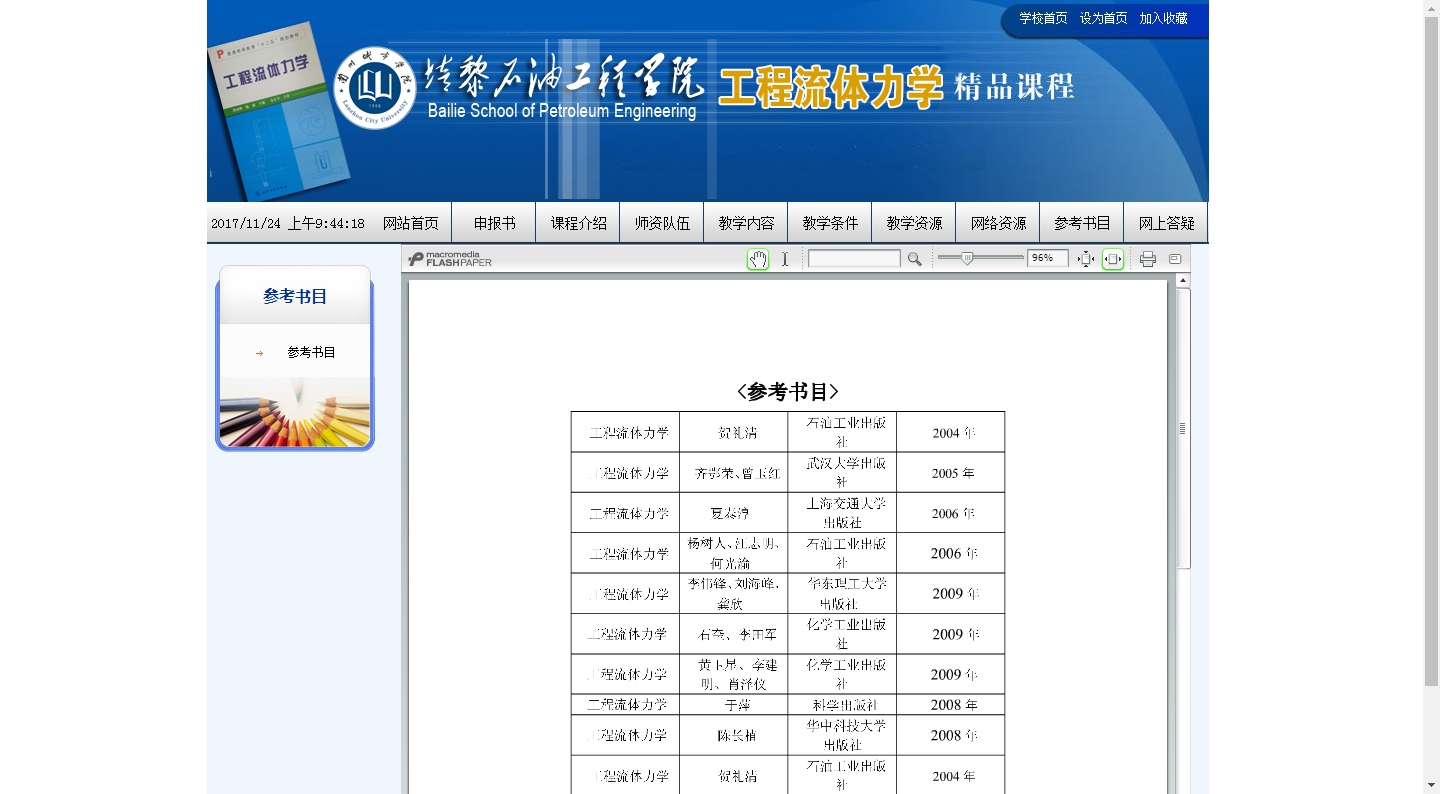 学校首页 设为首页 加入收藏
普通高等教育"十二五"规划教材
工程流体力学
兰州城市学院
Lanzhou City University
1958
培黎石油工程学院
Bailie School of Petroleum Engineering
工程流体力学 精品课程
2017/11/24 上午9:44:18 网站首页 申报书 课程介绍 师资队伍 教学内容 教学条件 教学资源 网络资源 参考书目 网上答疑
macromedia
FLASHPAPER
96%
参考书目
参考书目
<参考书目>
工程流体力学 贺礼清 石油工业出版社 2004 年
工程流体力学 齐鄂荣、曾玉红 武汉大学出版社 2005 年
工程流体力学 夏泰淳 上海交通大学出版社 2006 年
工程流体力学 杨树人、汪志明、何光渝 石油工业出版社 2006 年
工程流体力学 李伟锋、刘海峰、龚欣 华东理工大学出版社 2009 年
工程流体力学 石莹、李田军 化学工业出版社 2009 年
工程流体力学 黄卫星、李建明、肖泽仪 化学工业出版社 2009 年
工程流体力学 于萍 科学出版社 2008 年
工程流体力学 陈长植 华中科技大学出版社 2008 年
工程流体力学 贺礼清 石油工业出版社 2004 年